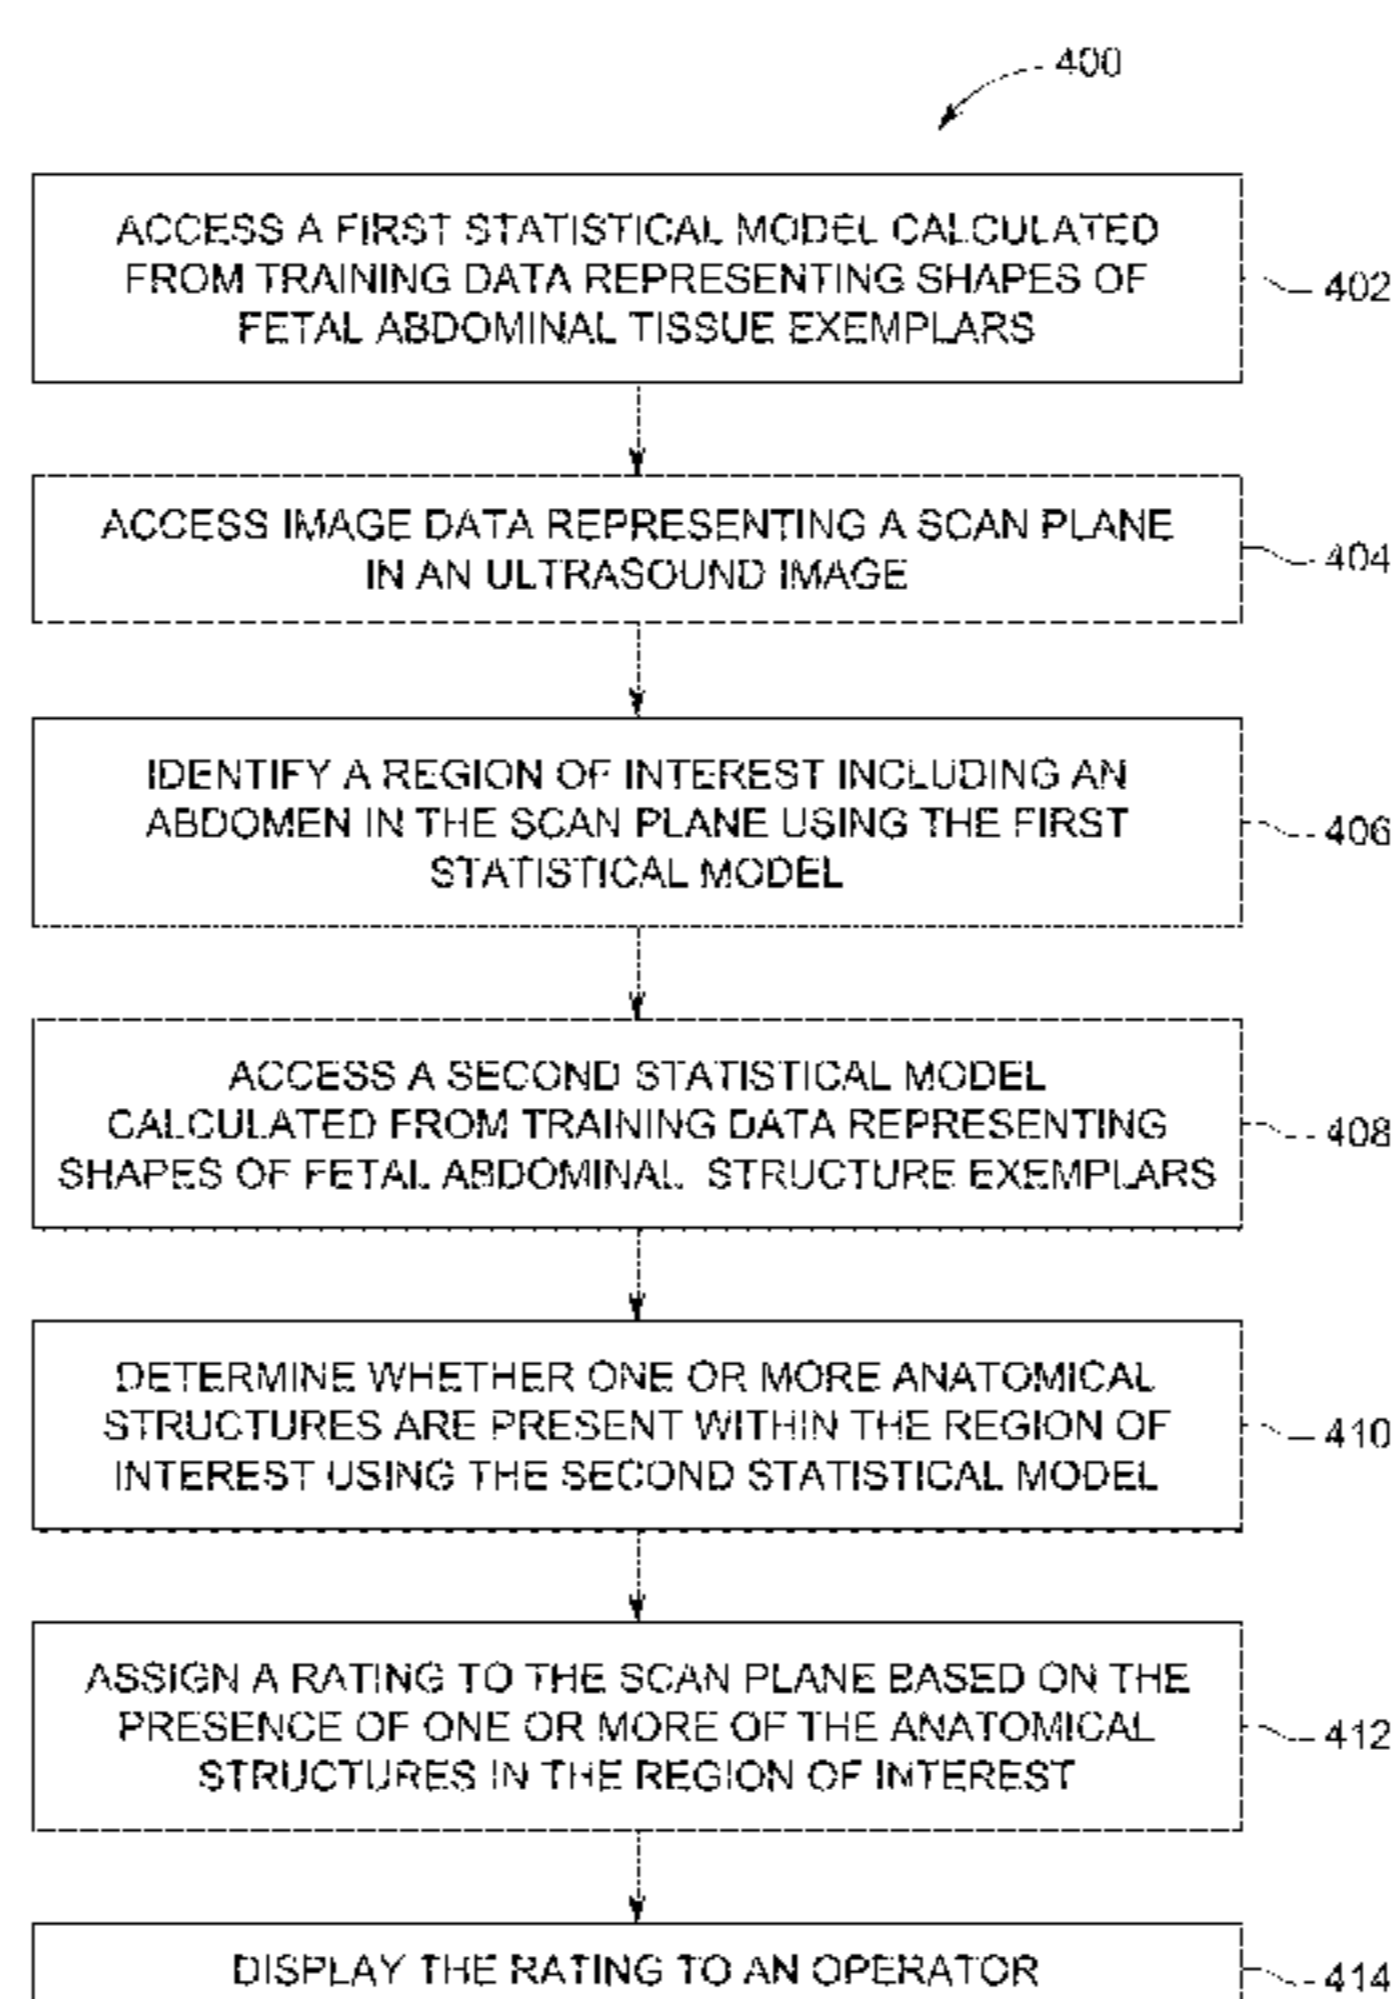 400
ACCESS A FIRST STATISTICAL MODEL CALCULATED
FROM TRAINING DATA REPRESENTING SHAPES OF
FETAL ABDOMINAL TISSUE EXEMPLARS
402
ACCESS IMAGE DATA REPRESENTING A SCAN PLANE
IN AN ULTRASOUND IMAGE
404
IDENTIFY A REGION OF INTEREST INCLUDING AN
ABDOMEN IN THE SCAN PLANE USING THE FIRST
STATISTICAL MODEL
406
ACCESS A SECOND STATISTICAL MODEL
CALCULATED FROM TRAINING DATA REPRESENTING
SHAPES OF FETAL ABDOMINAL STRUCTURE EXEMPLARS
408
DETERMINE WHETHER ONE OR MORE ANATOMICAL
STRUCTURES ARE PRESENT WITHIN THE REGION OF
INTEREST USING THE SECOND STATISTICAL MODEL
410
ASSIGN A RATING TO THE SCAN PLANE BASED ON THE
PRESENCE OF ONE OR MORE OF THE ANATOMICAL
STRUCTURES IN THE REGION OF INTEREST
412
DISPLAY THE RATING TO AN OPERATOR
414